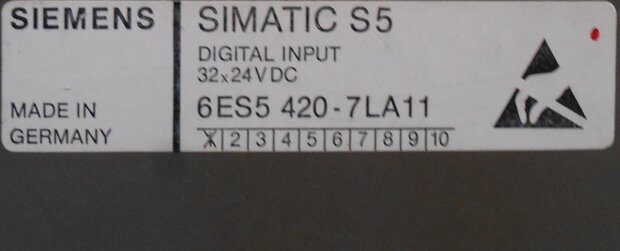 SIEMENS
SIMATIC S5
DIGITAL INPUT
32x24VDC
MADE IN
GERMANY
6ES5 420-7LA11
X 2 3 4 5 6 7 8 9 10